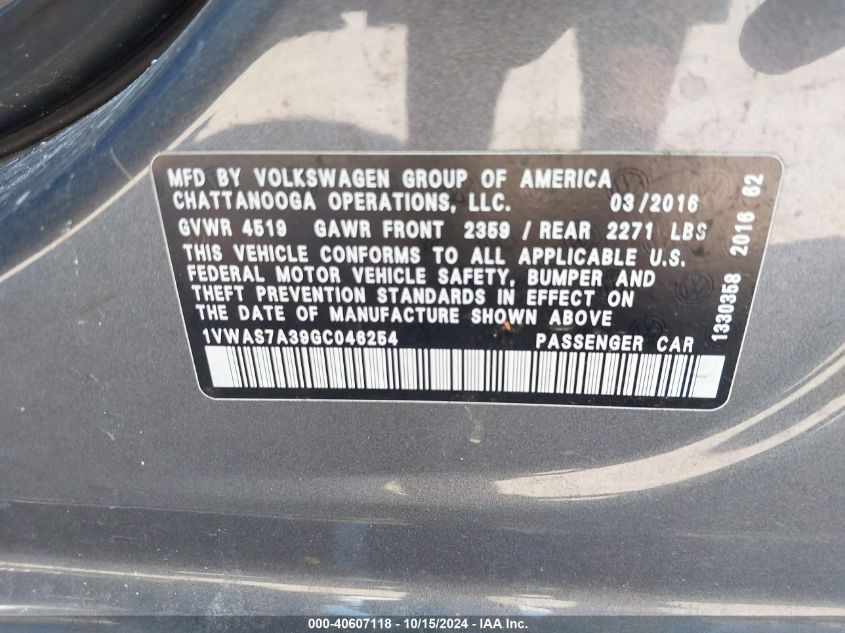 MFD BY VOLKSWAGEN GROUP OF AMERICA
CHATTANOOGA OPERATIONS, LLC. 03/2016
GVWR 4519 GAWR FRONT 2359 / REAR 2271 LBS
THIS VEHICLE CONFORMS TO ALL APPLICABLE U.S.
FEDERAL MOTOR VEHICLE SAFETY, BUMPER AND
THEFT PREVENTION STANDARDS IN EFFECT ON
THE DATE OF MANUFACTURE SHOWN ABOVE
1VWAS7A39GC046254 PASSENGER CAR
1330358 2016 62
000-40607118 - 10/15/2024 - IAAI.com